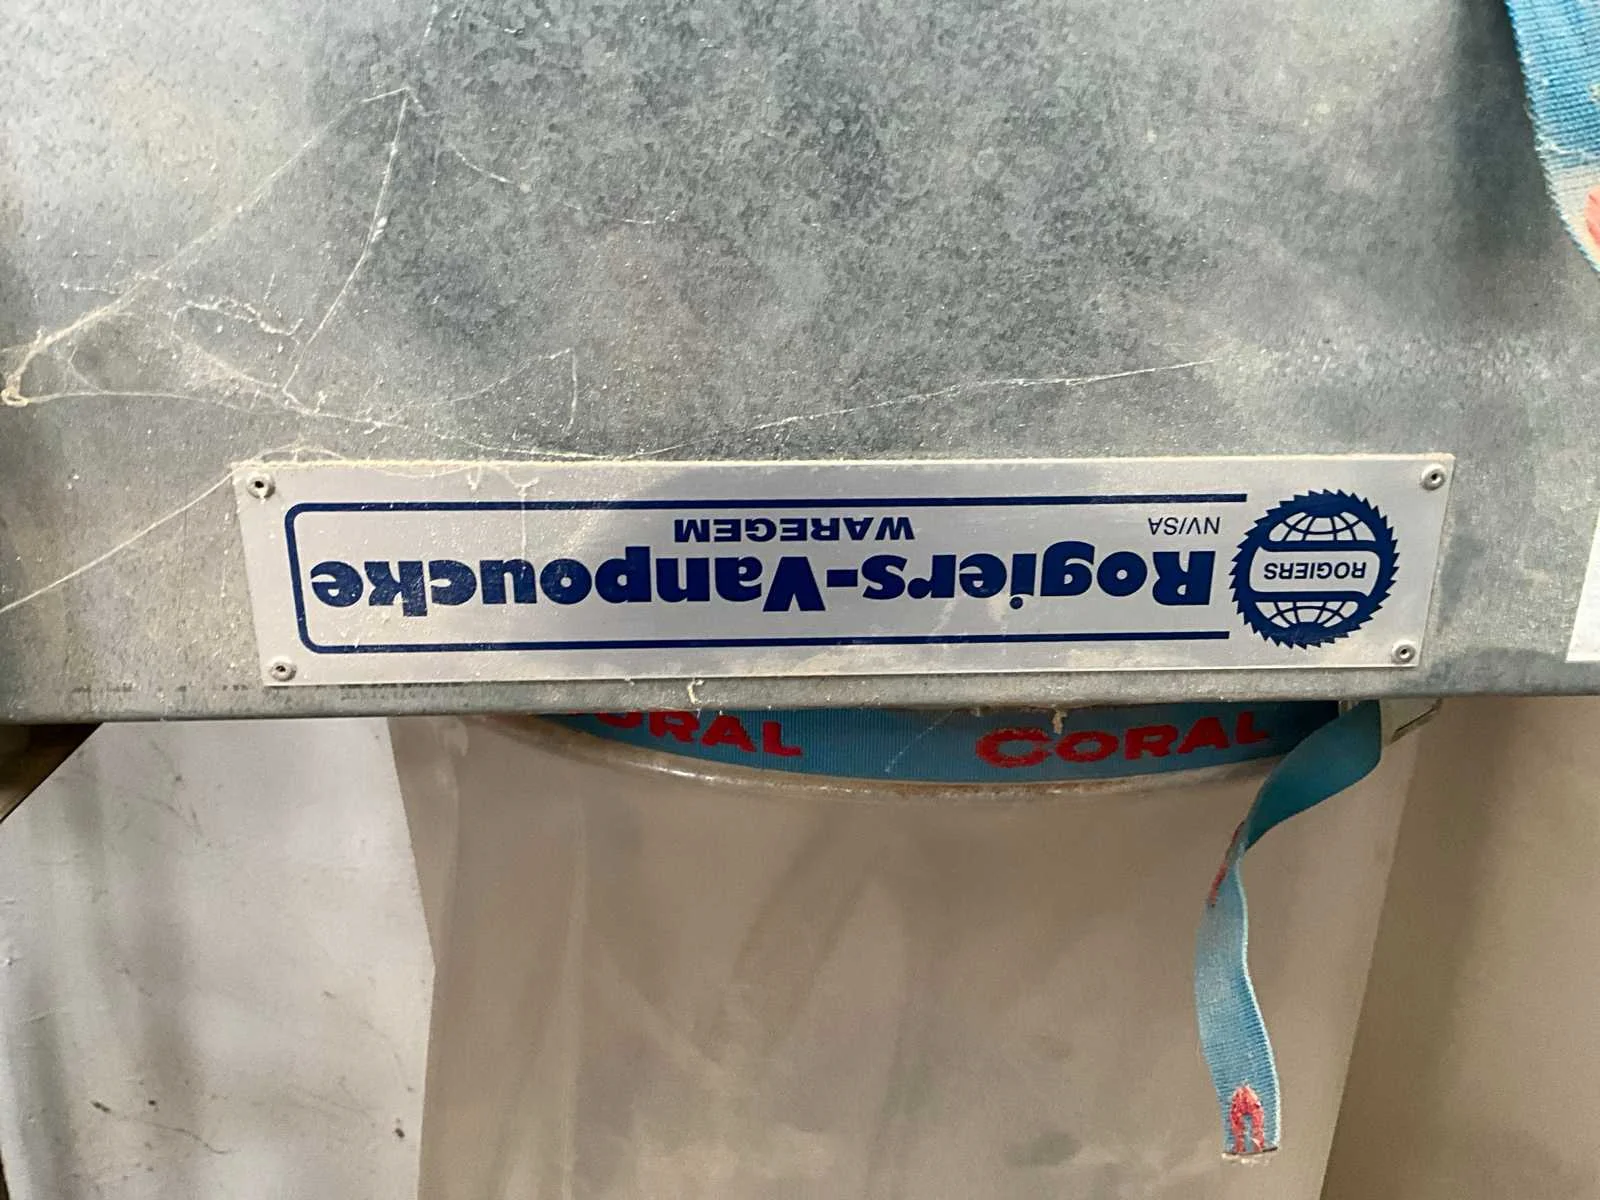 ROGIERS
Rogiers-Vanpoucke
NV/SA
WAREGEM
ORAL
CORAL